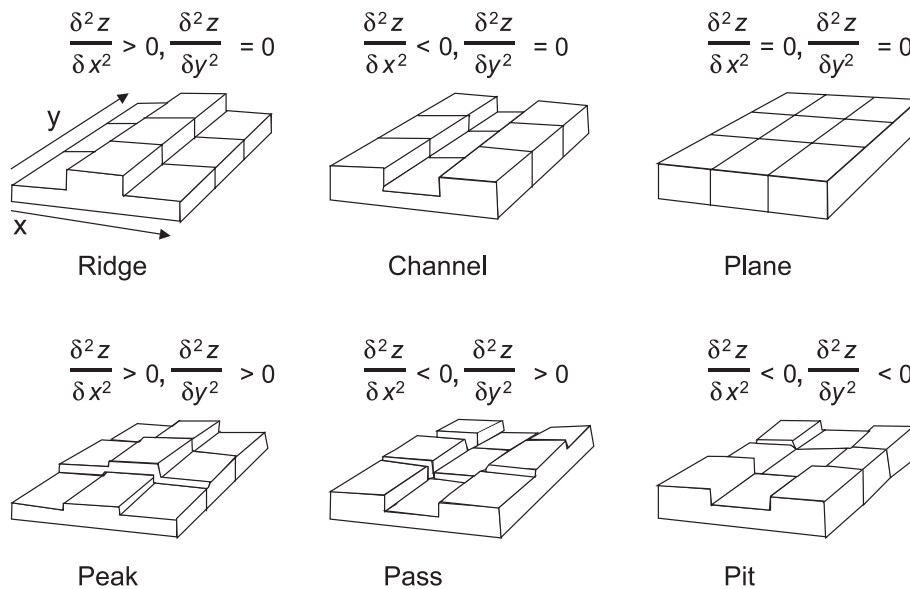 δ²z/δx² > 0, δ²z/δy² = 0
δ²z/δx² < 0, δ²z/δy² = 0
δ²z/δx² = 0, δ²z/δy² = 0
y
x
Ridge
Channel
Plane
δ²z/δx² > 0, δ²z/δy² > 0
δ²z/δx² < 0, δ²z/δy² > 0
δ²z/δx² < 0, δ²z/δy² < 0
Peak
Pass
Pit